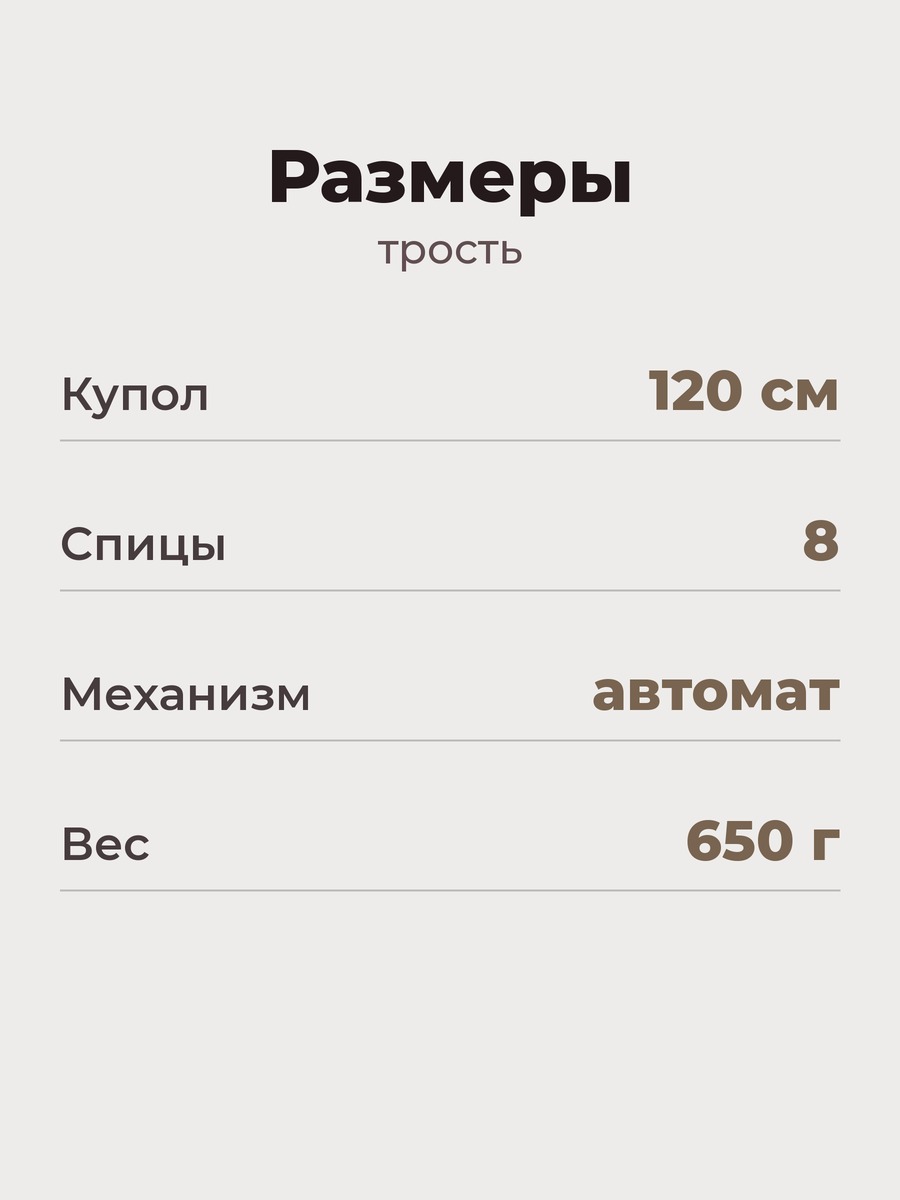 Размеры
трость
Купол 120 см
Спицы 8
Механизм автомат
Вес 650 г